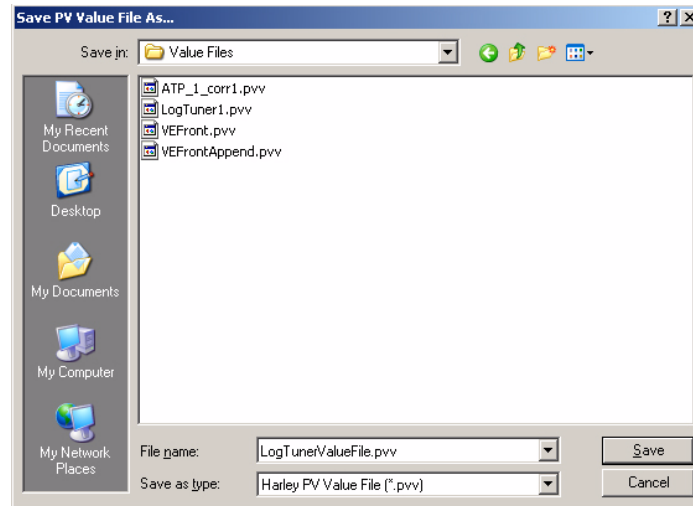 Save PV Value File As...
Save in: Value Files
My Recent
Documents
Desktop
My Documents
My Computer
My Network
Places
ATP_1_corr1.pvv
LogTuner1.pvv
VEFront.pvv
VEFrontAppend.pvv
File name: LogTunerValueFile.pvv Save
Save as type: Harley PV Value File (*.pvv) Cancel